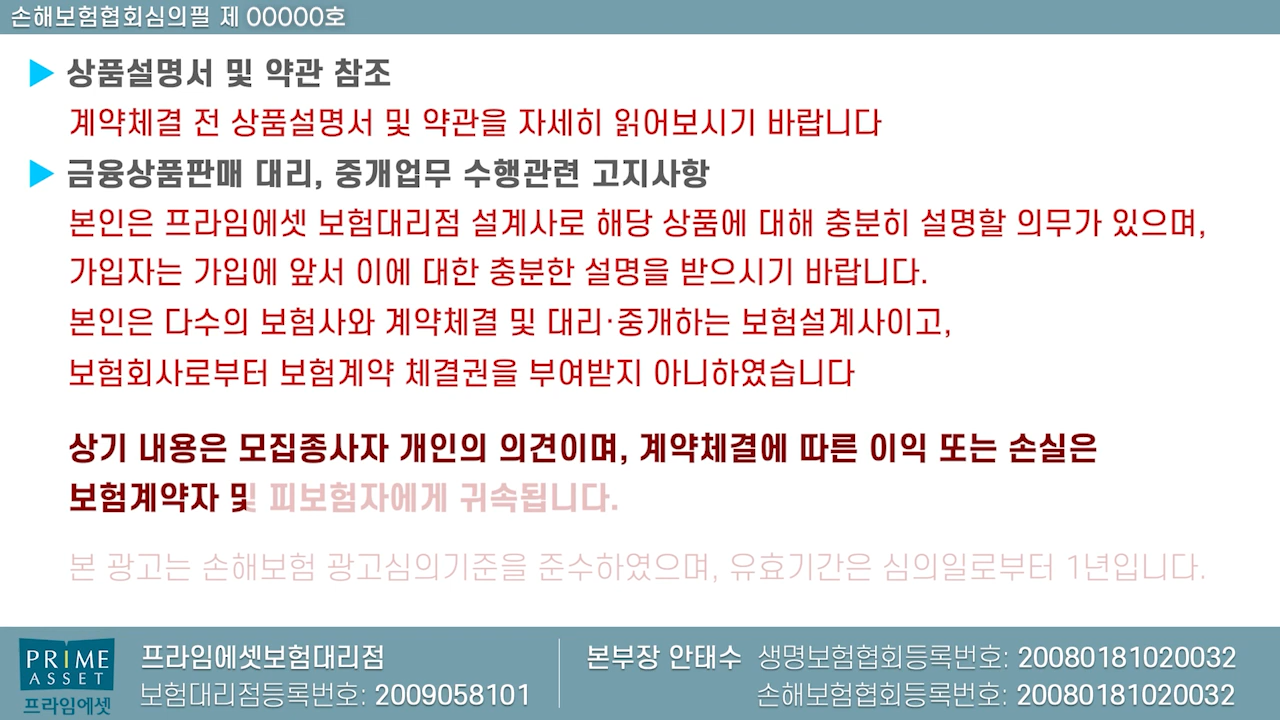 손해보험협회심의필 제 00000호
▶ 상품설명서 및 약관 참조
계약체결 전 상품설명서 및 약관을 자세히 읽어보시기 바랍니다
▶ 금융상품판매 대리, 중개업무 수행관련 고지사항
본인은 프라임에셋 보험대리점 설계사로 해당 상품에 대해 충분히 설명할 의무가 있으며,
가입자는 가입에 앞서 이에 대한 충분한 설명을 받으시기 바랍니다.
본인은 다수의 보험사와 계약체결 및 대리·중개하는 보험설계사이고,
보험회사로부터 보험계약 체결권을 부여받지 아니하였습니다
상기 내용은 모집종사자 개인의 의견이며, 계약체결에 따른 이익 또는 손실은
보험계약자 및 피보험자에게 귀속됩니다.
본 광고는 손해보험 광고심의기준을 준수하였으며, 유효기간은 심의일로부터 1년입니다.
PRIME
ASSET
프라임에셋
프라임에셋보험대리점
보험대리점등록번호: 2009058101
본부장 안태수 생명보험협회등록번호: 20080181020032
손해보험협회등록번호: 20080181020032